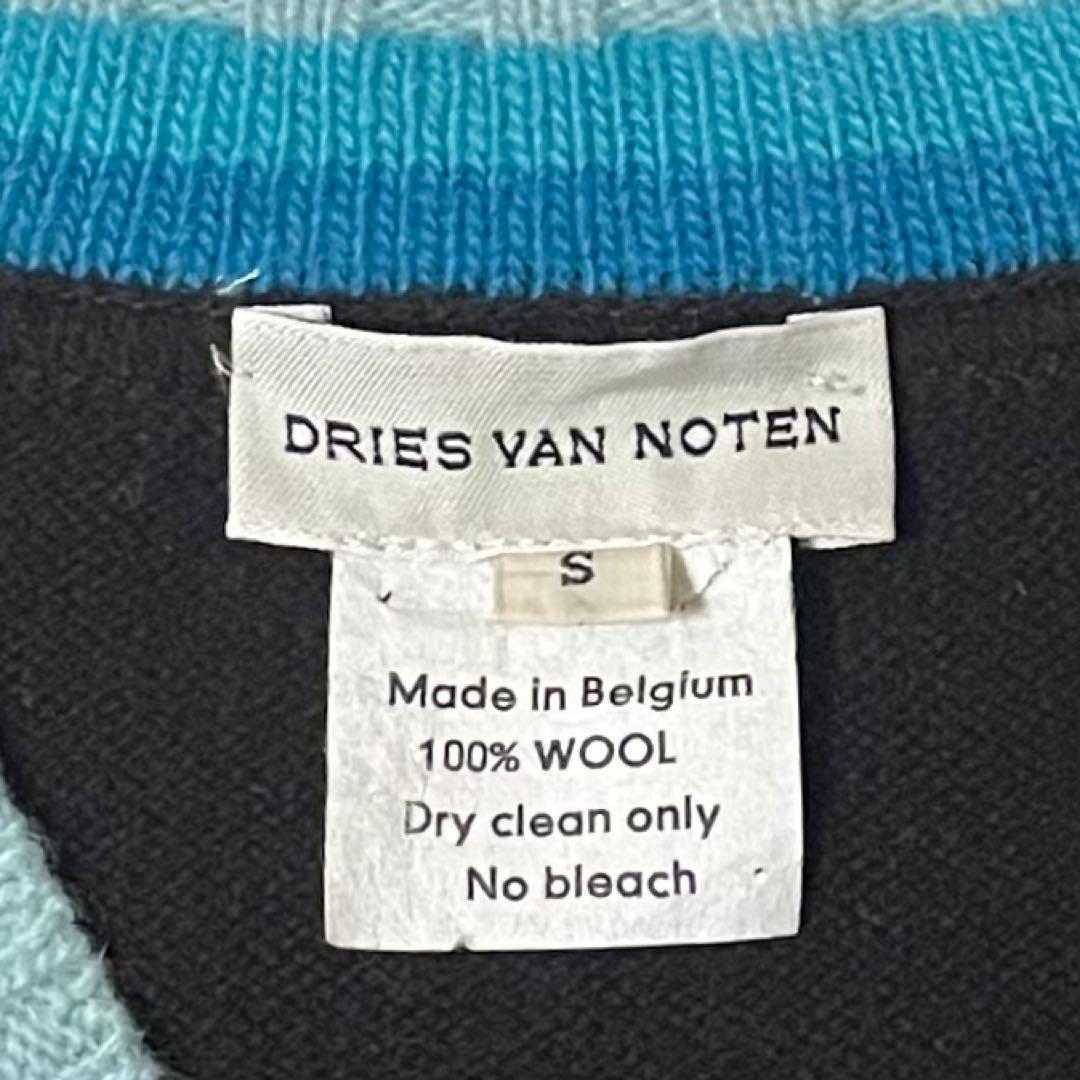 DRIES VAN NOTEN
S
Made in Belgium
100% WOOL
Dry clean only
No bleach